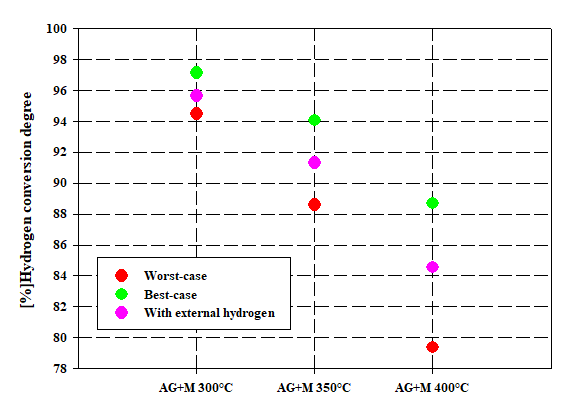 100
98
96
94
92
90
88
86
84
82
80
78
[%]Hydrogen conversion degree
Worst-case
Best-case
With external hydrogen
AG+M 300°C AG+M 350°C AG+M 400°C